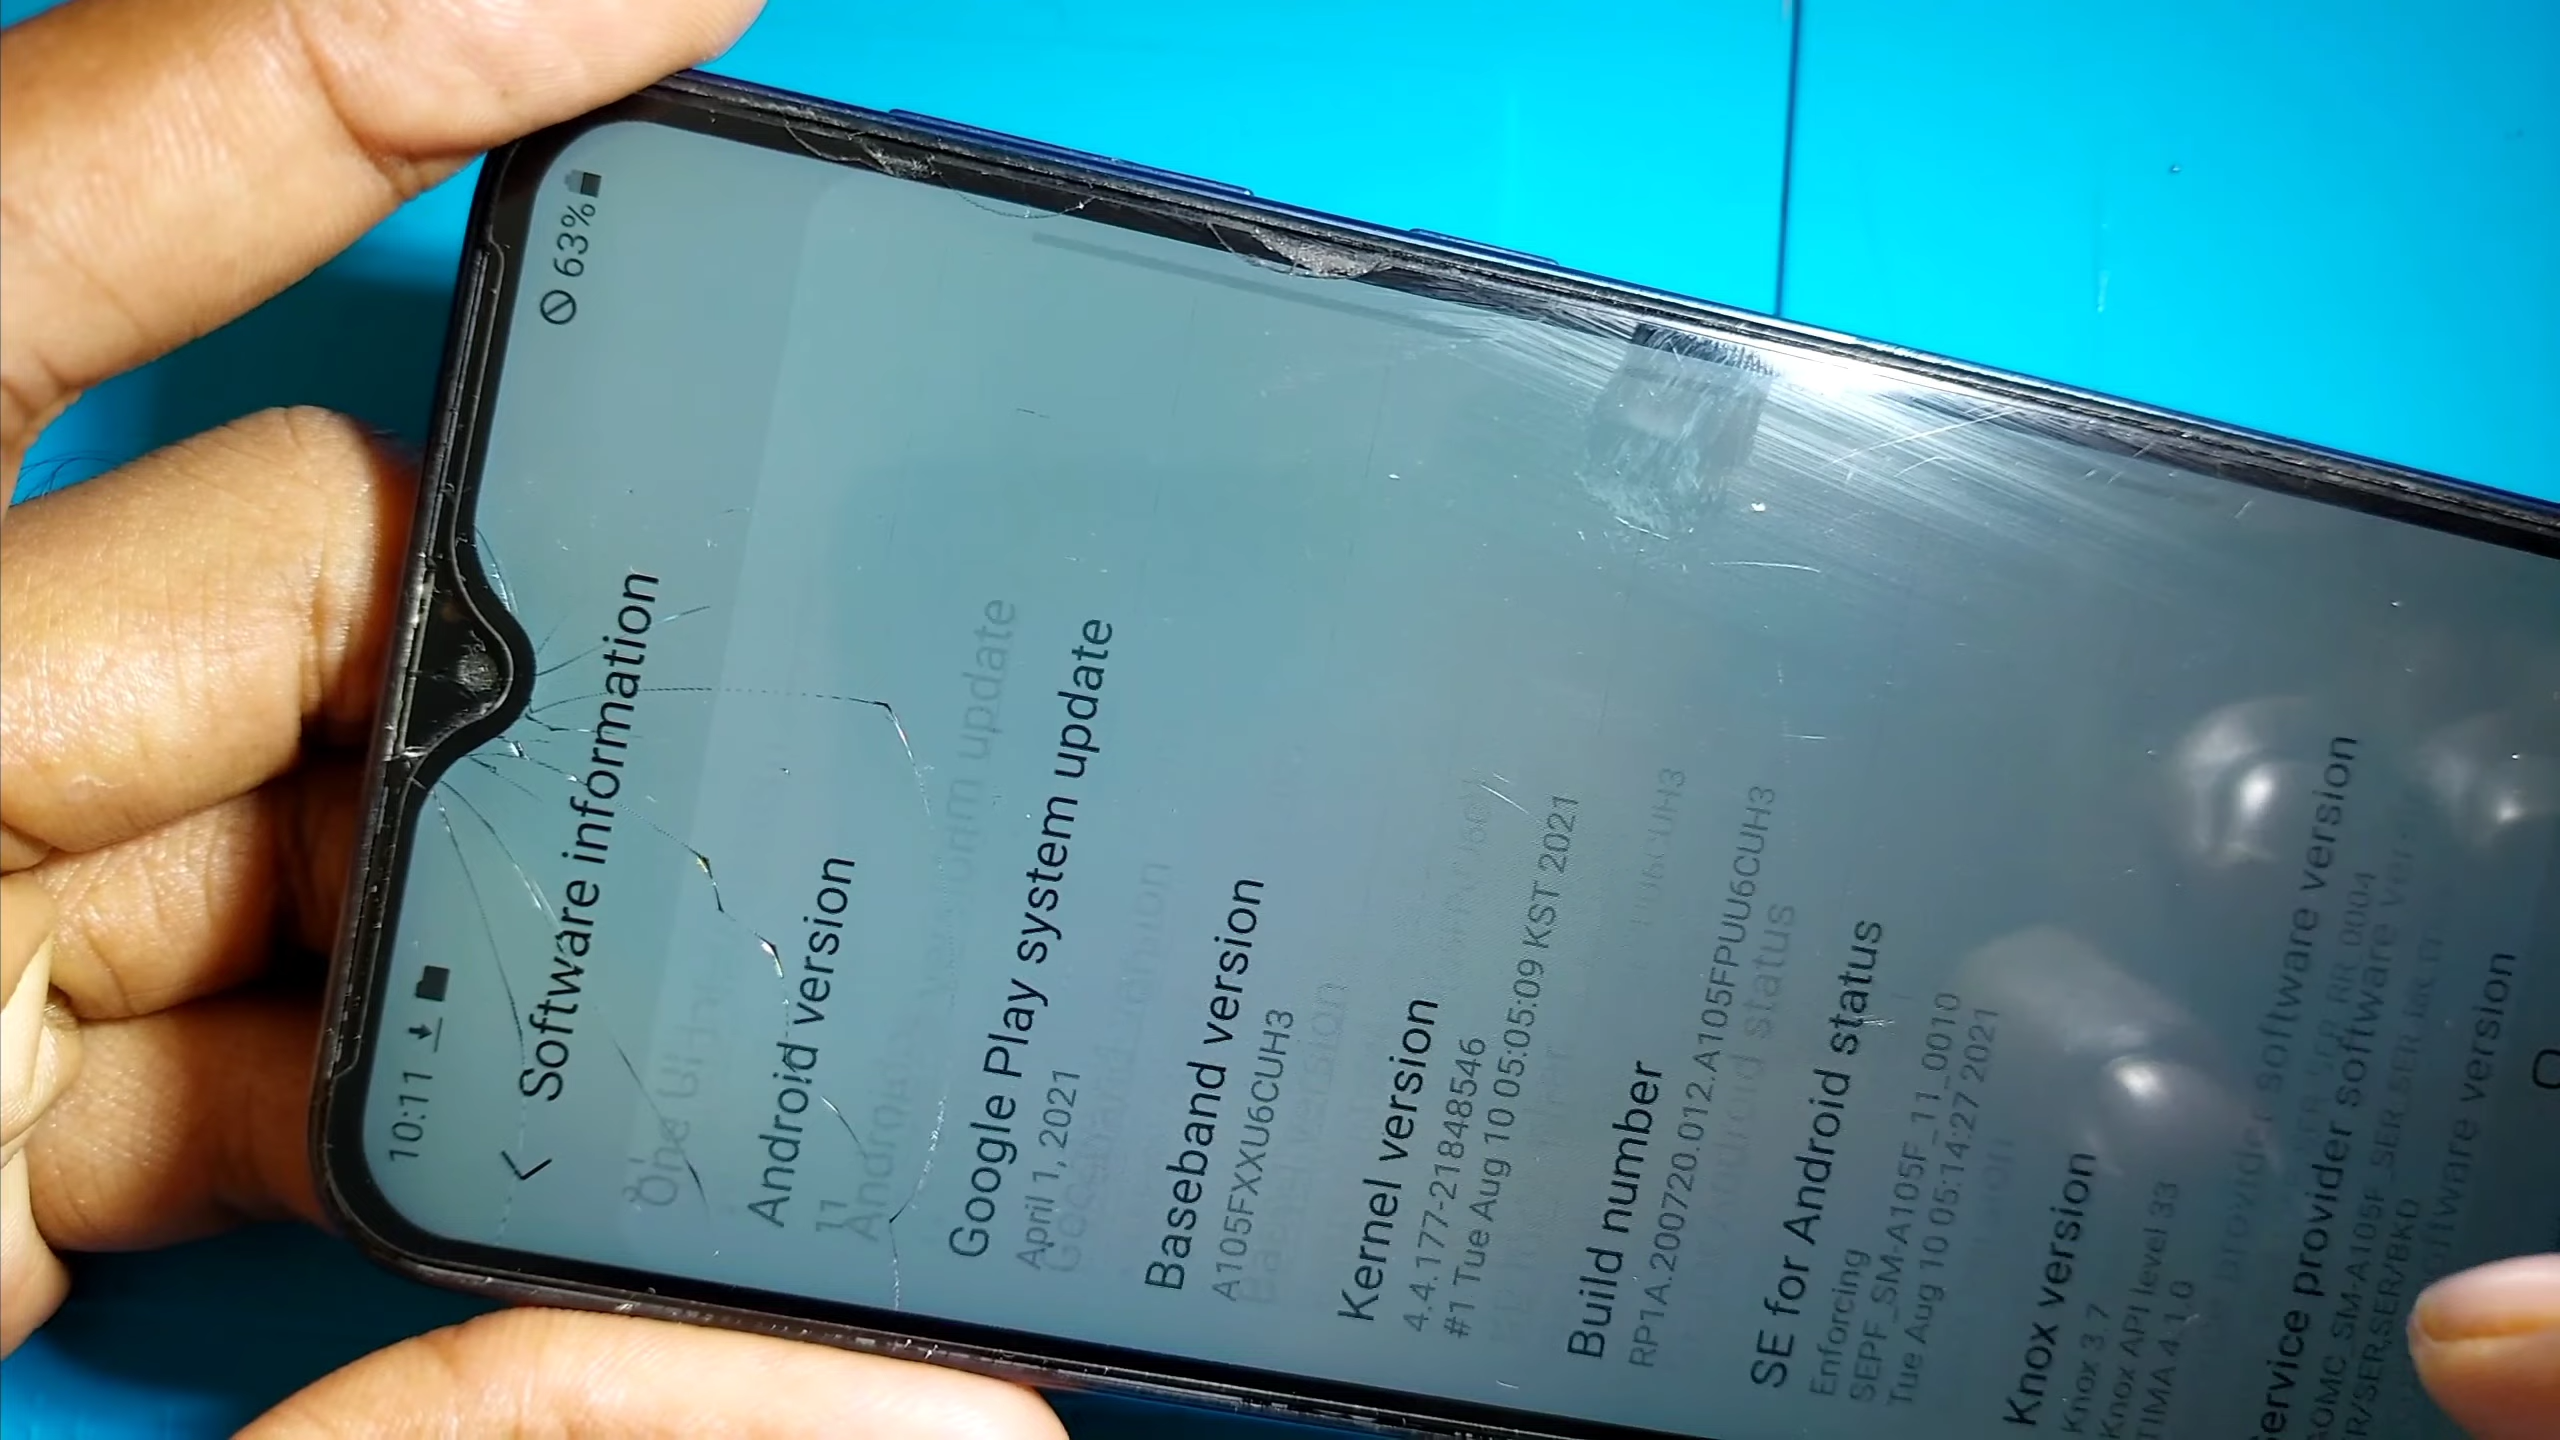 10:11
63%
Software information
One UI
Android version
11
Google Play system update
April 1, 2021
Baseband version
A105FXXU6CUH3
Kernel version
4.4.177-21848546
#1 Tue Aug 10 05:05:09 KST 2021
Build number
RP1A.200720.012.A105FPUU6CUH3
SE for Android status
Enforcing
SEPF_SM-A105F_11_0010
Tue Aug 10 05:14:27 2021
Knox version
Knox 3.7
Knox API level 33
TIMA 4.1.0
Service provider software version